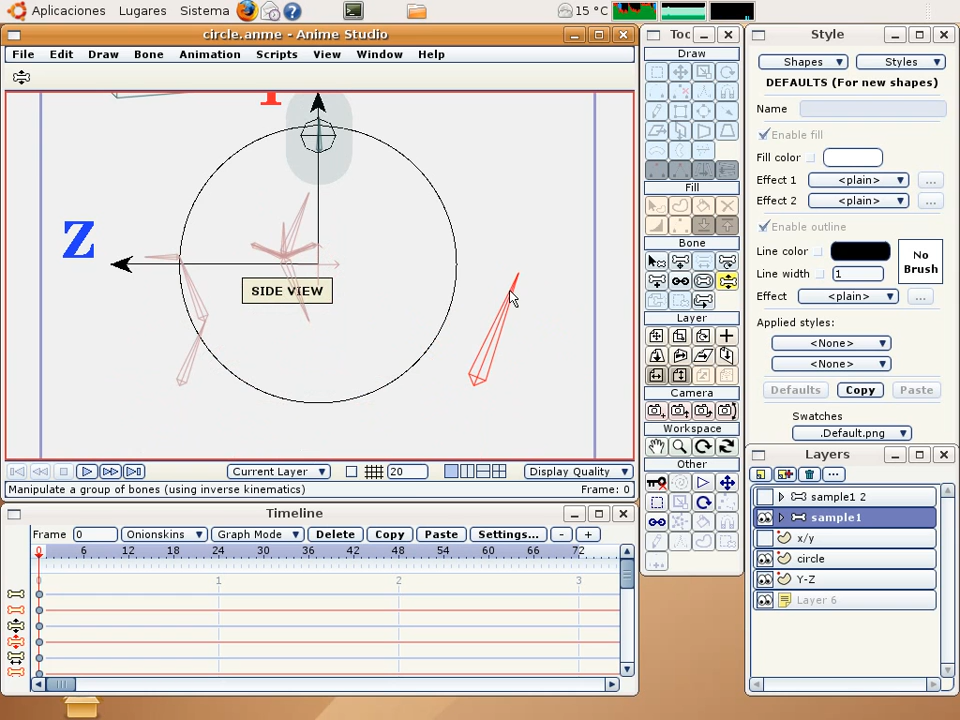 Aplicaciones Lugares Sistema 15 °C
circle.anme - Anime Studio
File Edit Draw Bone Animation Scripts View Window Help
Z
SIDE VIEW
Current Layer 20 Display Quality
Manipulate a group of bones (using inverse kinematics) Frame: 0
Timeline
Frame 0 Onionskins Graph Mode Delete Copy Paste Settings... - +
0 6 12 18 24 30 36 42 48 54 60 66 72
0 1 2 3
Draw
Fill
Bone
Layer
Camera
Workspace
Other
Style
Shapes Styles
DEFAULTS (For new shapes)
Name
Enable fill
Fill color
Effect 1 <plain> ...
Effect 2 <plain> ...
Enable outline
Line color
No Brush
Line width 1
Effect <plain> ...
Applied styles:
<None>
<None>
Defaults Copy Paste
Swatches
.Default.png
Layers
sample1 2
sample1
x/y
circle
Y-Z
Layer 6